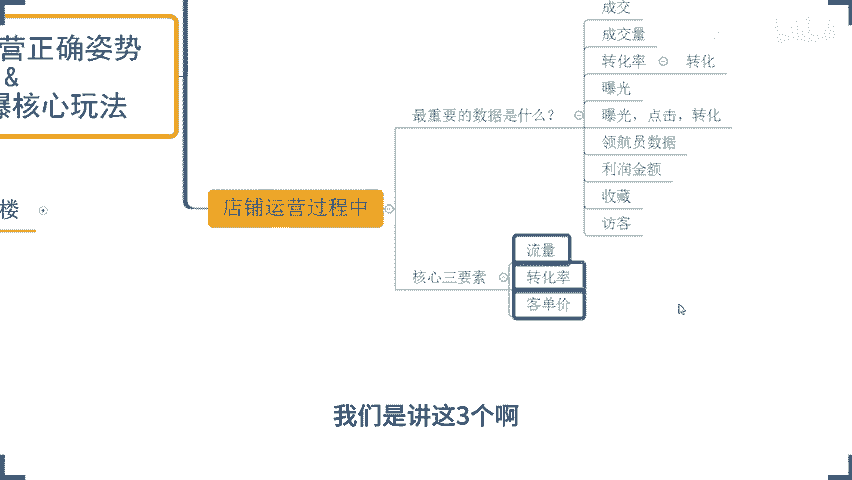 营正确姿势
&
爆核心玩法
楼
店铺运营过程中
最重要的数据是什么？
成交
成交量
转化率 转化
曝光
曝光，点击，转化
领航员数据
利润金额
收藏
访客
核心三要素
流量
转化率
客单价
我们是讲这3个啊